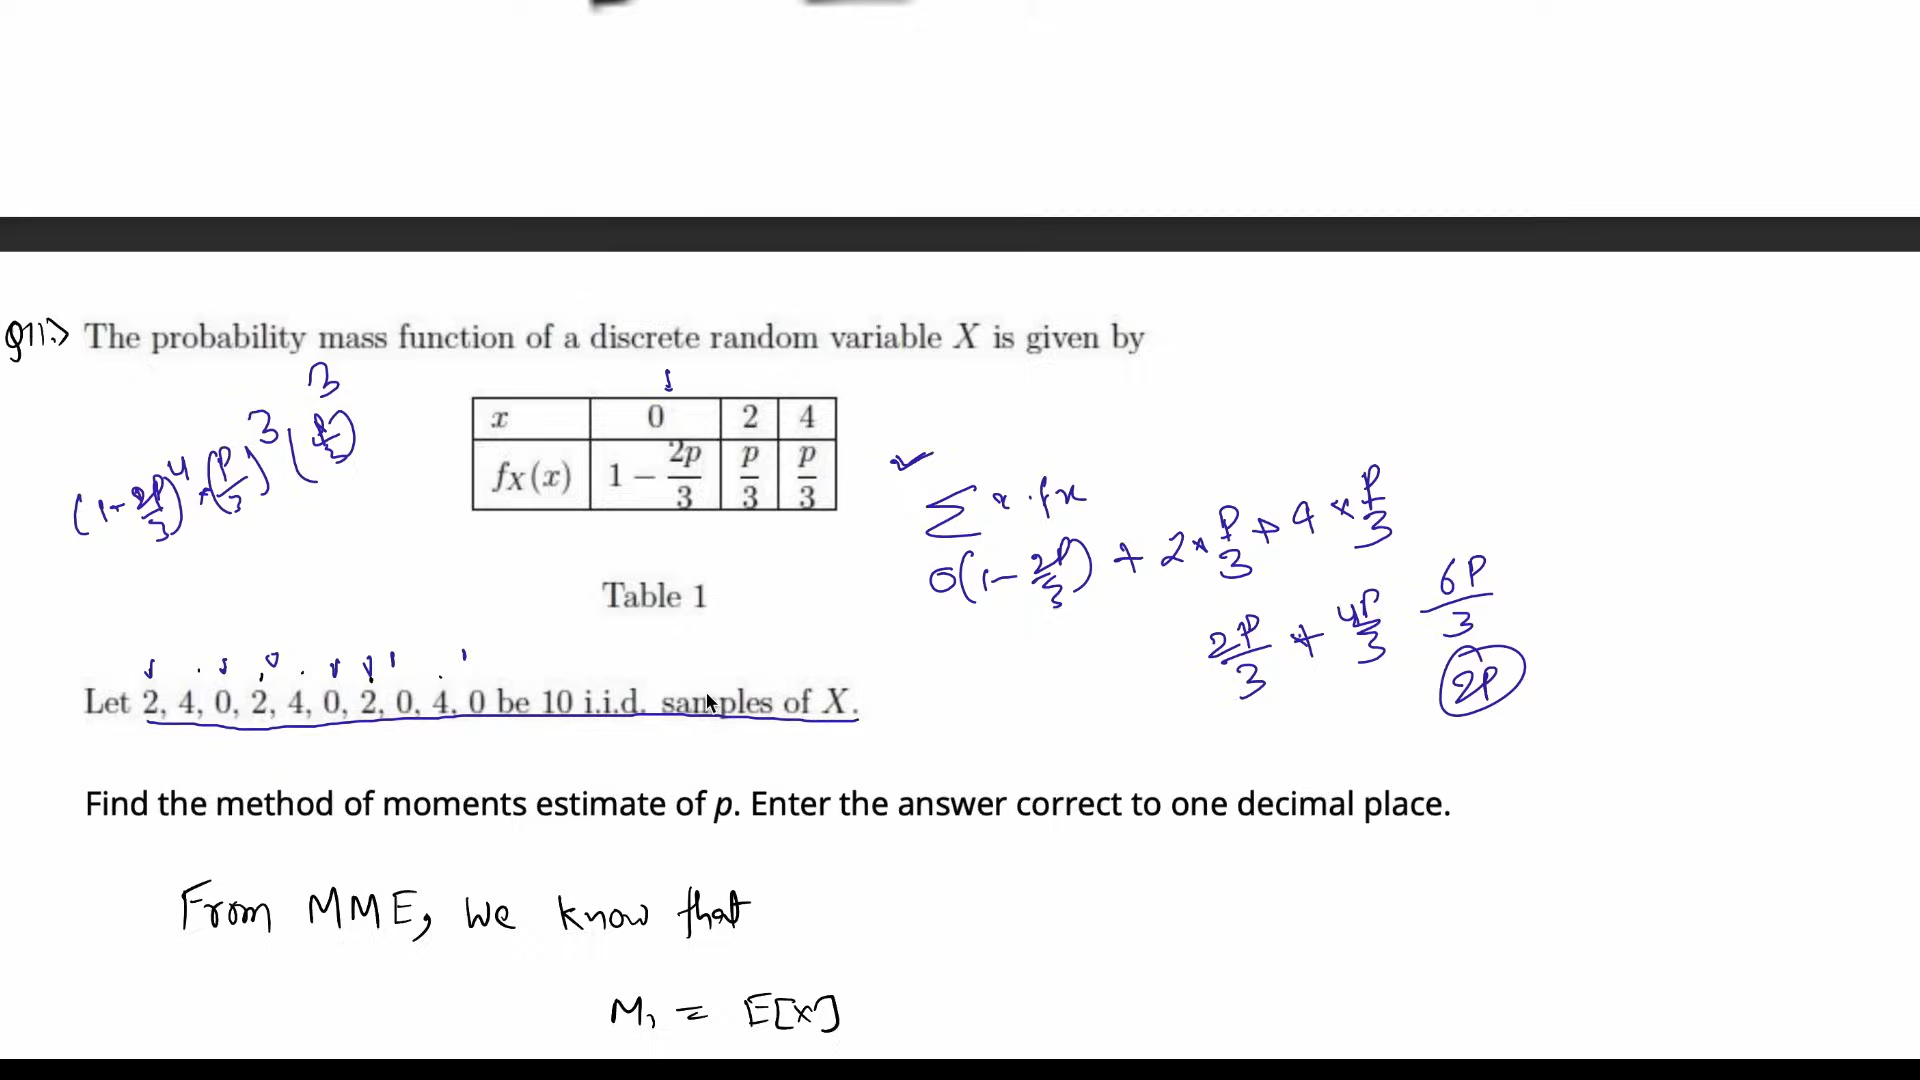 Q11.> The probability mass function of a discrete random variable X is given by
x 0 2 4
fX(x) 1 − 2p/3 p/3 p/3
(1 - 2p/3)^4 × (p/3)^3 (p/3)^3
Σ x . fx
0(1 - 2p/3) + 2 × p/3 + 4 × p/3
2p/3 + 4p/3 6p/3
2p
Table 1
Let 2, 4, 0, 2, 4, 0, 2, 0, 4, 0 be 10 i.i.d. samples of X.
Find the method of moments estimate of p. Enter the answer correct to one decimal place.
From MME, we know that
M₁ = E[x]